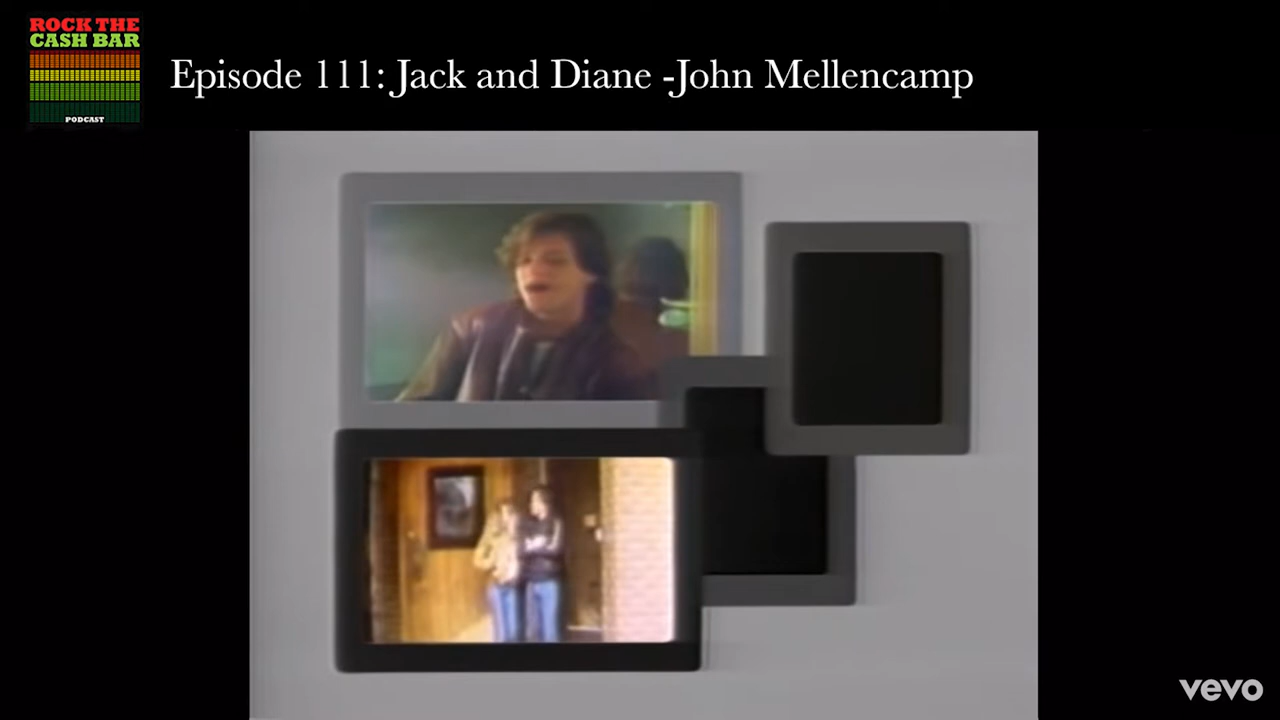 ROCK THE
CASH BAR
PODCAST
Episode 111: Jack and Diane -John Mellencamp
vevo